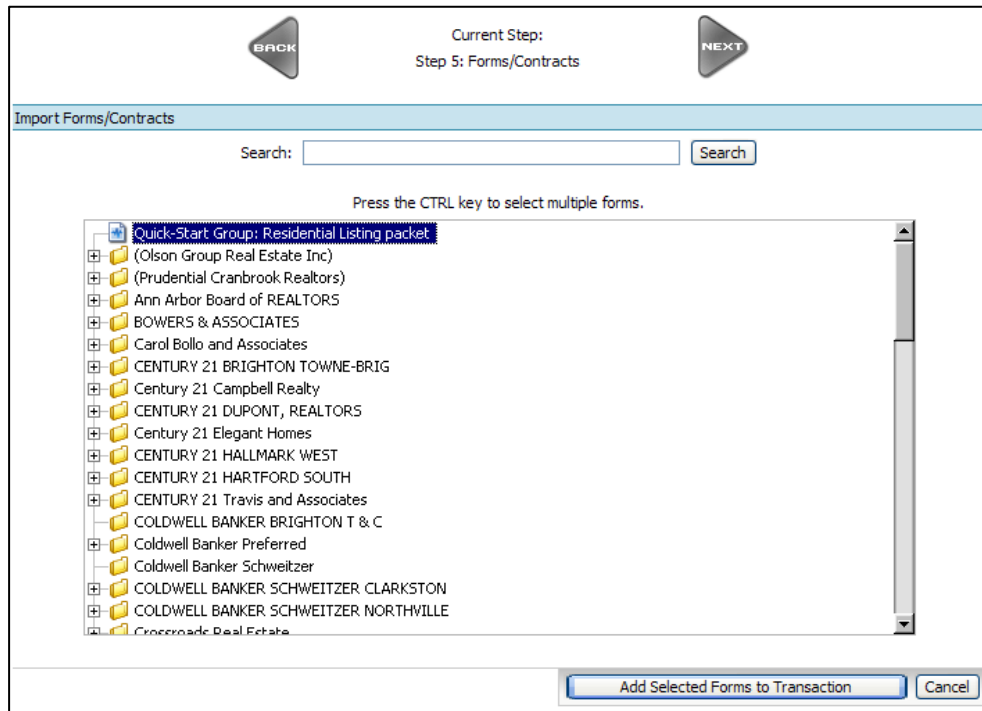 BACK
Current Step:
NEXT
Step 5: Forms/Contracts
Import Forms/Contracts
Search: Search
Press the CTRL key to select multiple forms.
Quick-Start Group: Residential Listing packet
(Olson Group Real Estate Inc)
(Prudential Cranbrook Realtors)
Ann Arbor Board of REALTORS
BOWERS & ASSOCIATES
Carol Bollo and Associates
CENTURY 21 BRIGHTON TOWNE-BRIG
Century 21 Campbell Realty
CENTURY 21 DUPONT, REALTORS
Century 21 Elegant Homes
CENTURY 21 HALLMARK WEST
CENTURY 21 HARTFORD SOUTH
CENTURY 21 Travis and Associates
COLDWELL BANKER BRIGHTON T & C
Coldwell Banker Preferred
Coldwell Banker Schweitzer
COLDWELL BANKER SCHWEITZER CLARKSTON
COLDWELL BANKER SCHWEITZER NORTHVILLE
Crossroads Real Estate
Add Selected Forms to Transaction Cancel